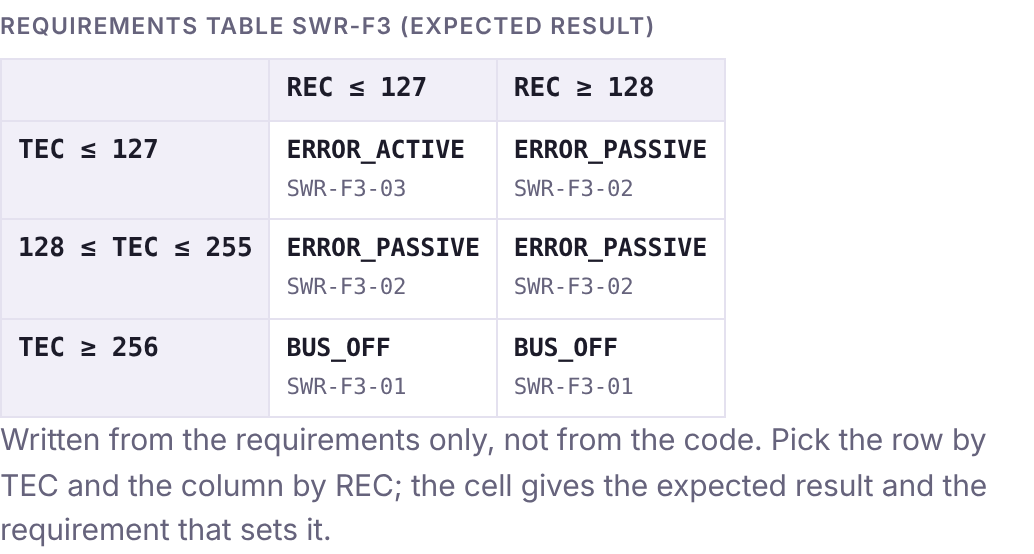 REQUIREMENTS TABLE SWR-F3 (EXPECTED RESULT)
REC ≤ 127 REC ≥ 128
TEC ≤ 127 ERROR_ACTIVE ERROR_PASSIVE
SWR-F3-03 SWR-F3-02
128 ≤ TEC ≤ 255 ERROR_PASSIVE ERROR_PASSIVE
SWR-F3-02 SWR-F3-02
TEC ≥ 256 BUS_OFF BUS_OFF
SWR-F3-01 SWR-F3-01
Written from the requirements only, not from the code. Pick the row by
TEC and the column by REC; the cell gives the expected result and the
requirement that sets it.